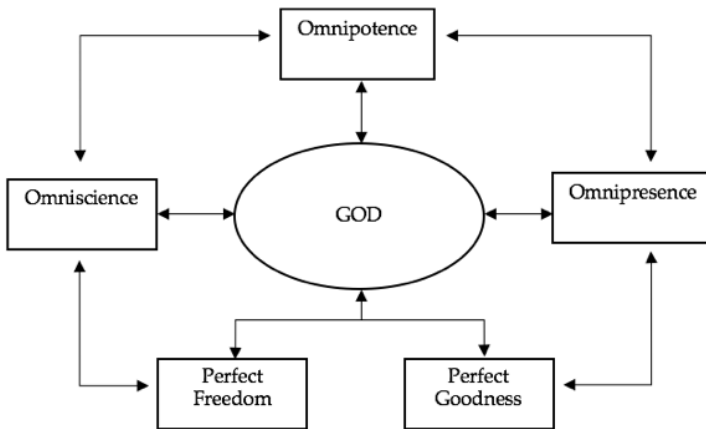 Omnipotence
Omniscience
GOD
Omnipresence
Perfect
Freedom
Perfect
Goodness